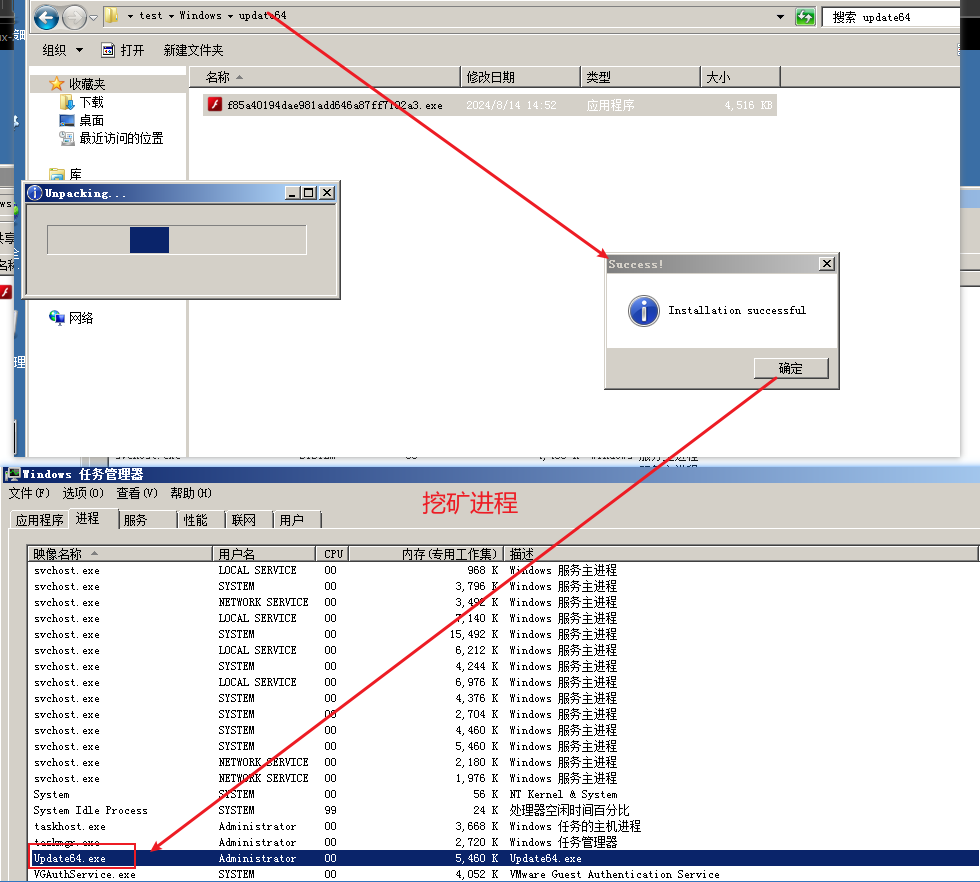 test Windows update64
搜索 update64
组织 打开 新建文件夹
名称 修改日期 类型 大小
收藏夹
f85a40194dae981add646a87ff7102a3.exe 2024/8/14 14:52 应用程序 4,516 KB
下载
桌面
最近访问的位置
库
Unpacking...
Success!
Installation successful
网络
确定
Windows 任务管理器
文件(F) 选项(O) 查看(V) 帮助(H)
挖矿进程
应用程序 进程 服务 性能 联网 用户
映像名称 用户名 CPU 内存(专用工作集) 描述
svchost.exe LOCAL SERVICE 00 968 K Windows 服务主进程
svchost.exe SYSTEM 00 3,796 K Windows 服务主进程
svchost.exe NETWORK SERVICE 00 3,492 K Windows 服务主进程
svchost.exe LOCAL SERVICE 00 7,140 K Windows 服务主进程
svchost.exe SYSTEM 00 15,492 K Windows 服务主进程
svchost.exe LOCAL SERVICE 00 6,212 K Windows 服务主进程
svchost.exe SYSTEM 00 4,244 K Windows 服务主进程
svchost.exe LOCAL SERVICE 00 6,976 K Windows 服务主进程
svchost.exe SYSTEM 00 4,376 K Windows 服务主进程
svchost.exe SYSTEM 00 2,704 K Windows 服务主进程
svchost.exe SYSTEM 00 4,460 K Windows 服务主进程
svchost.exe SYSTEM 00 5,460 K Windows 服务主进程
svchost.exe NETWORK SERVICE 00 2,180 K Windows 服务主进程
svchost.exe NETWORK SERVICE 00 1,976 K Windows 服务主进程
System SYSTEM 00 56 K NT Kernel & System
System Idle Process SYSTEM 99 24 K 处理器空闲时间百分比
taskhost.exe Administrator 00 3,668 K Windows 任务的主机进程
taskmgr.exe Administrator 00 2,720 K Windows 任务管理器
Update64.exe Administrator 00 5,460 K Update64.exe
VGAuthService.exe SYSTEM 00 4,052 K VMware Guest Authentication Service